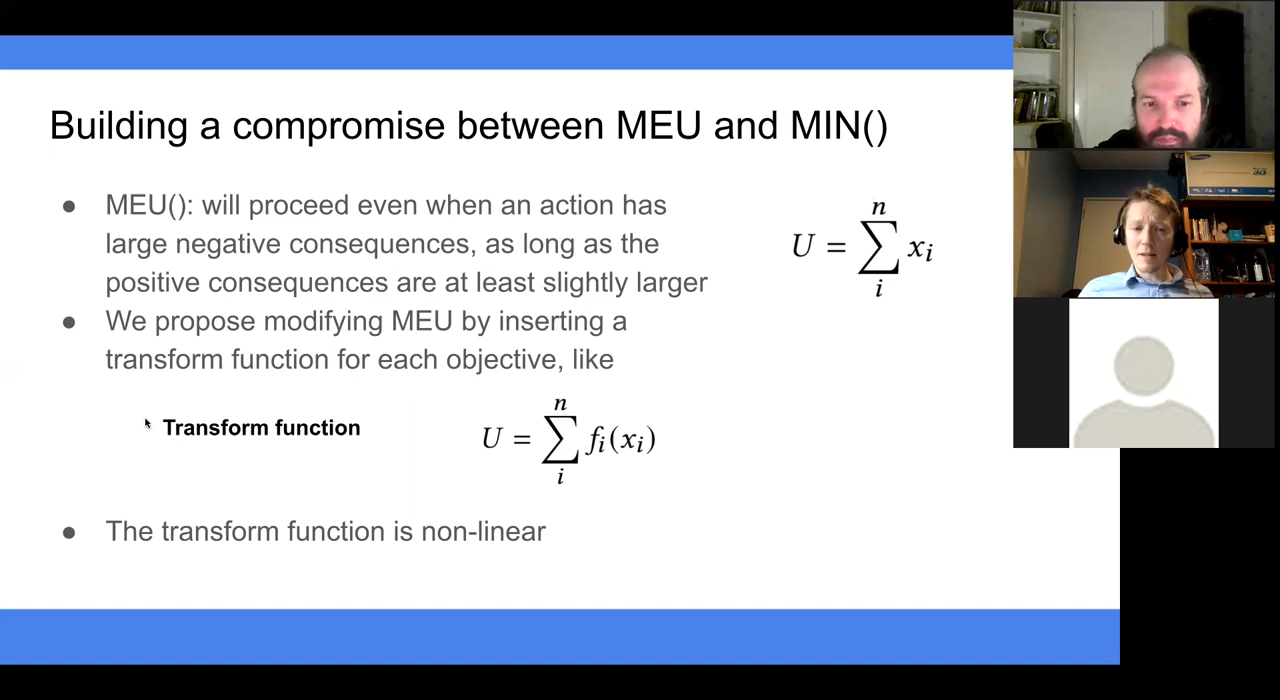 Building a compromise between MEU and MIN()
● MEU(): will proceed even when an action has
large negative consequences, as long as the
positive consequences are at least slightly larger
U = ∑_i^n x_i
● We propose modifying MEU by inserting a
transform function for each objective, like
Transform function
U = ∑_i^n f_i(x_i)
● The transform function is non-linear